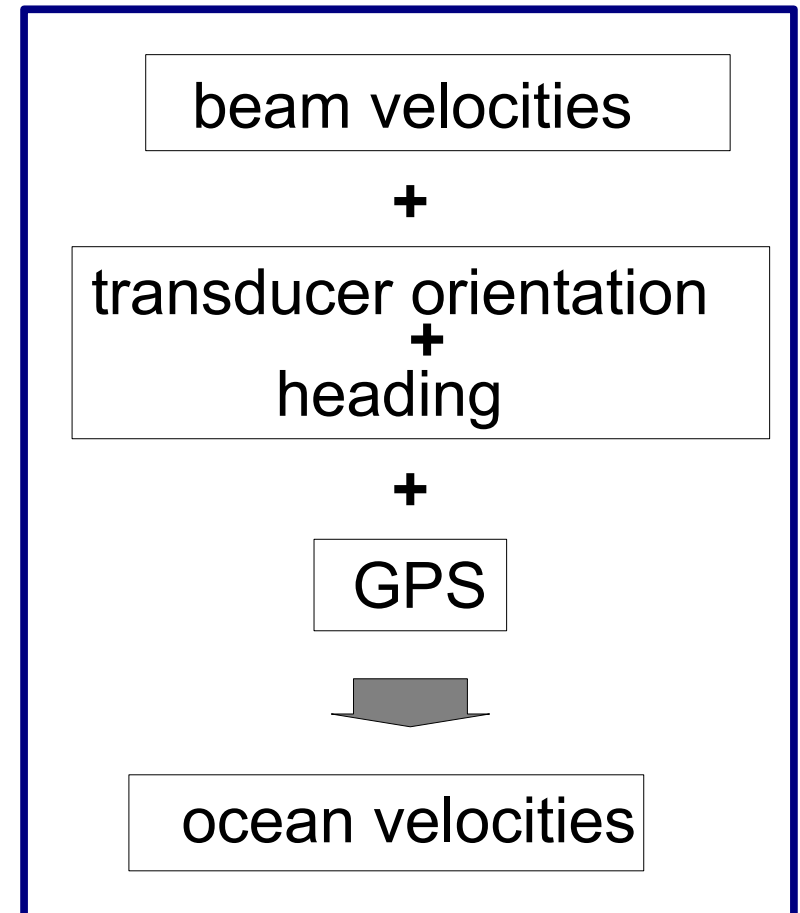 beam velocities
+
transducer orientation
+
heading
+
GPS
ocean velocities